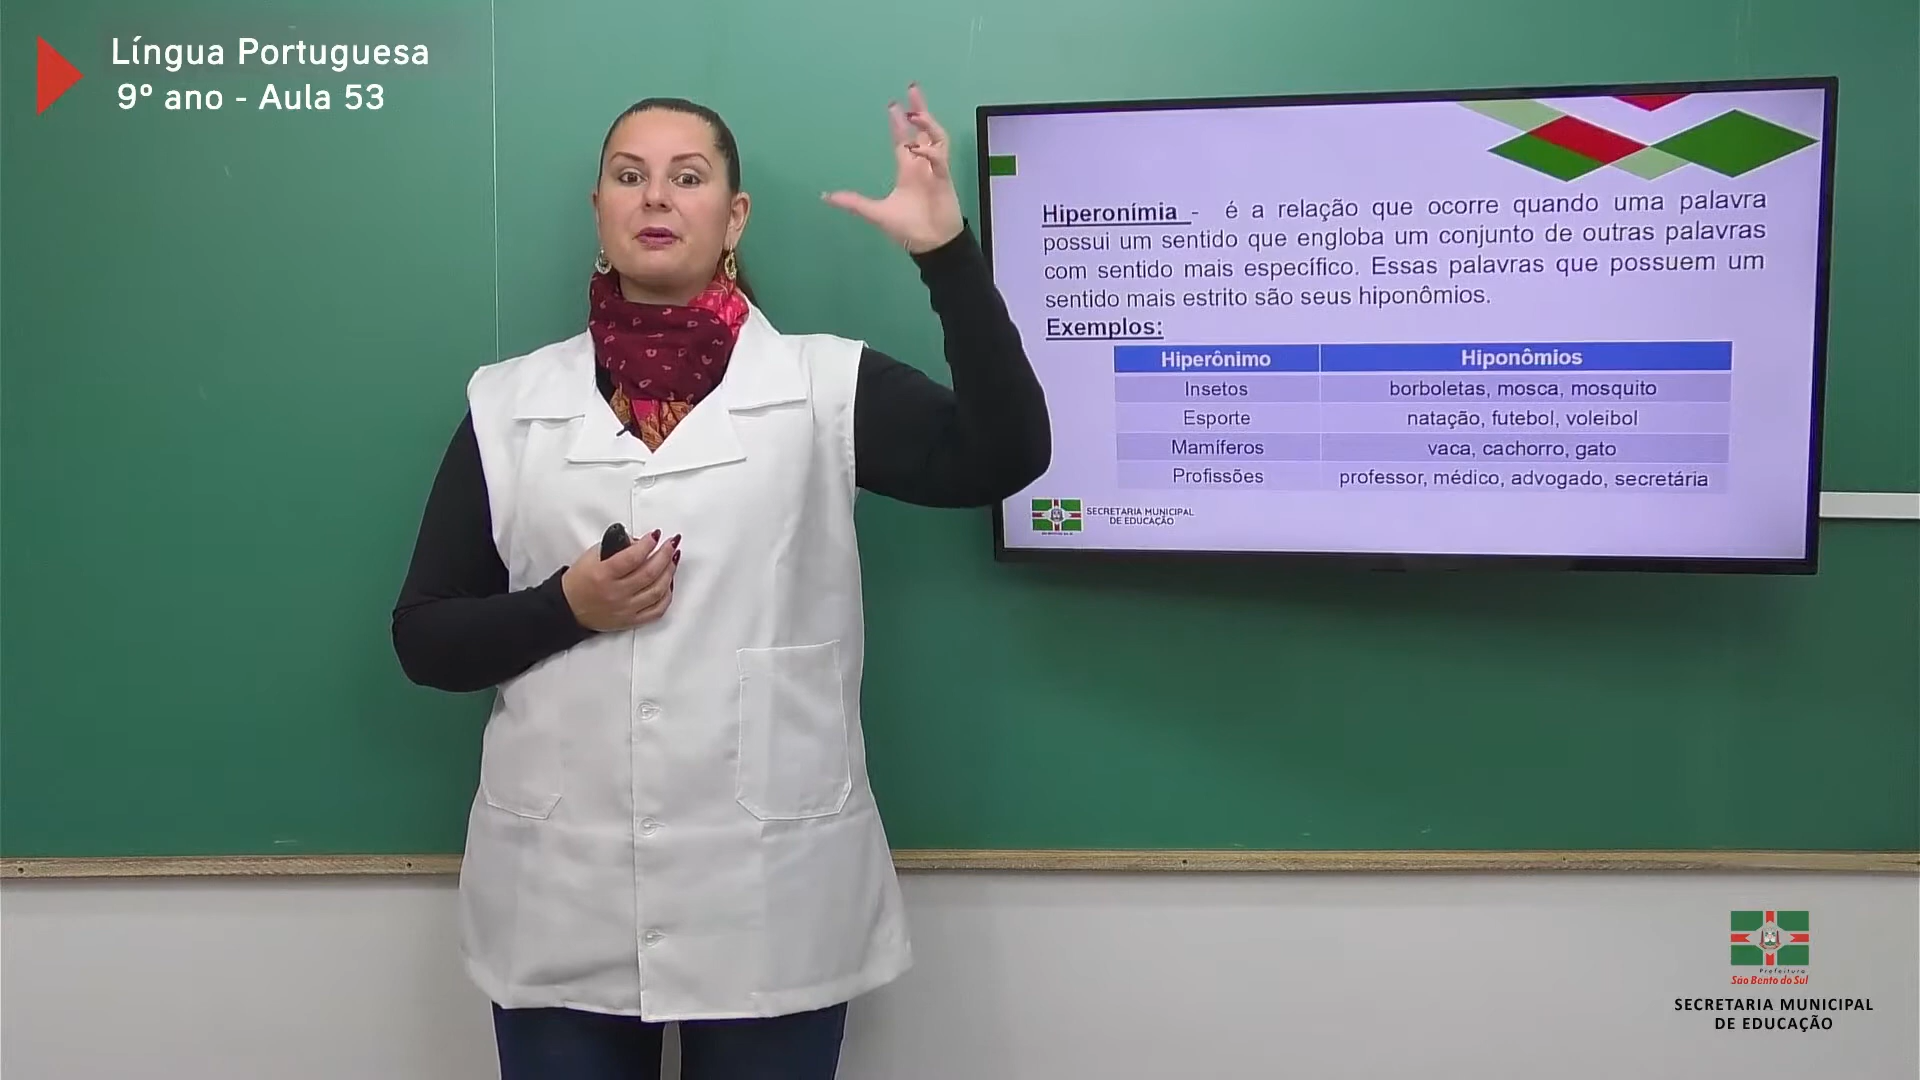 Língua Portuguesa
9º ano - Aula 53
Hiperonímia - é a relação que ocorre quando uma palavra
possui um sentido que engloba um conjunto de outras palavras
com sentido mais específico. Essas palavras que possuem um
sentido mais estrito são seus hiponômios.
Exemplos:
Hiperônimo Hiponômios
Insetos borboletas, mosca, mosquito
Esporte natação, futebol, voleibol
Mamíferos vaca, cachorro, gato
Profissões professor, médico, advogado, secretária
SECRETARIA MUNICIPAL
DE EDUCAÇÃO
Prefeitura
São Bento do Sul
SECRETARIA MUNICIPAL
DE EDUCAÇÃO